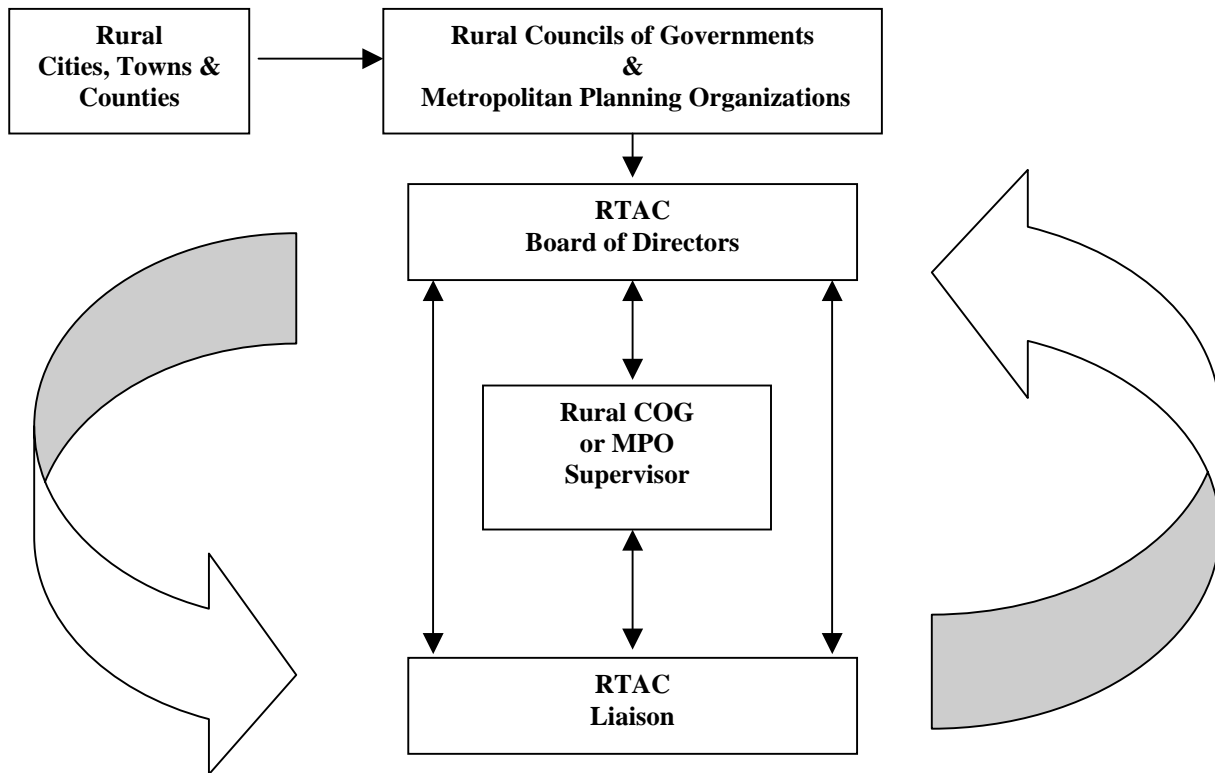 Rural
Cities, Towns &
Counties
Rural Councils of Governments
&
Metropolitan Planning Organizations
RTAC
Board of Directors
Rural COG
or MPO
Supervisor
RTAC
Liaison